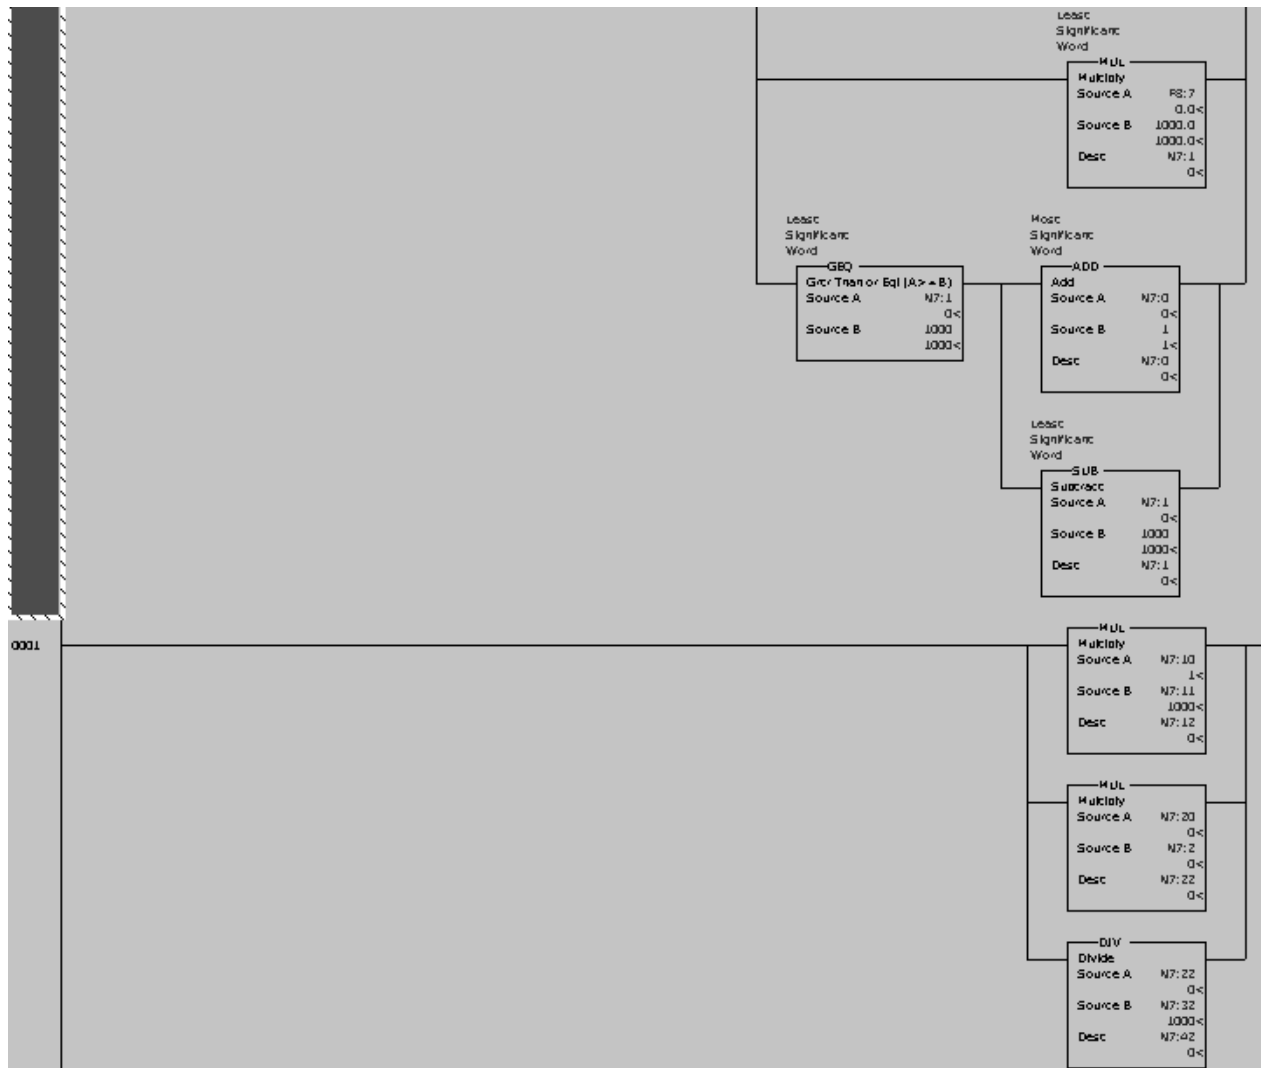 Least
Significant
Word
MUL
Multiply
Source A F8:7
0.0<
Source B 1000.0
1000.0<
Dest N7:1
0<
Least
Significant
Word
GEQ
Grtr Than or Eql (A>=B)
Source A N7:1
0<
Source B 1000
1000<
Most
Significant
Word
ADD
Add
Source A N7:0
0<
Source B 1
1<
Dest N7:0
0<
Least
Significant
Word
SUB
Subtract
Source A N7:1
0<
Source B 1000
1000<
Dest N7:1
0<
0001
MUL
Multiply
Source A N7:10
1<
Source B N7:11
1000<
Dest N7:12
0<
MUL
Multiply
Source A N7:20
0<
Source B N7:2
0<
Dest N7:22
0<
DIV
Divide
Source A N7:22
0<
Source B N7:32
1000<
Dest N7:42
0<